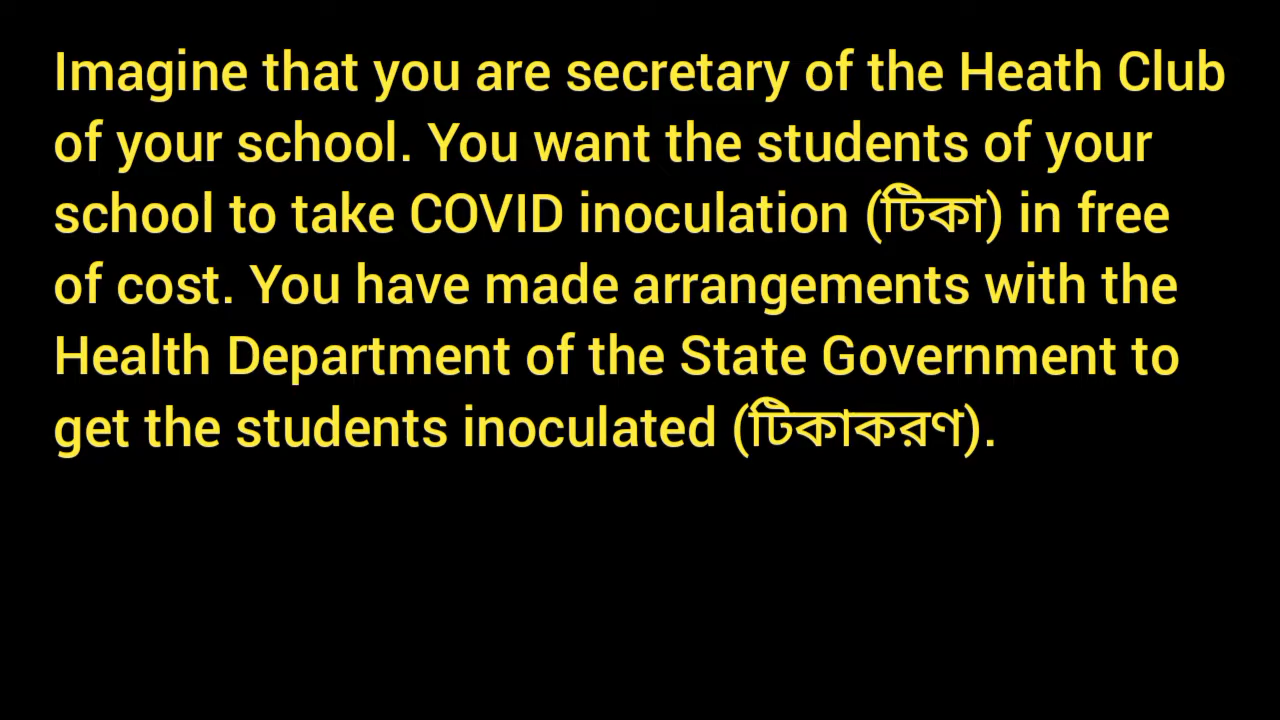 Imagine that you are secretary of the Heath Club
of your school. You want the students of your
school to take COVID inoculation (টিকা) in free
of cost. You have made arrangements with the
Health Department of the State Government to
get the students inoculated (টিকাকরণ).